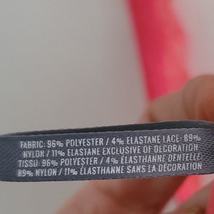 FABRIC: 96% POLYESTER / 4% ELASTANE LACE: 89%
NYLON / 11% ELASTANE EXCLUSIVE OF DECORATION
TISSU: 96% POLYESTER / 4% ÉLASTHANNE DENTELLE:
89% NYLON / 11% ÉLASTHANNE SANS LA DÉCORATION